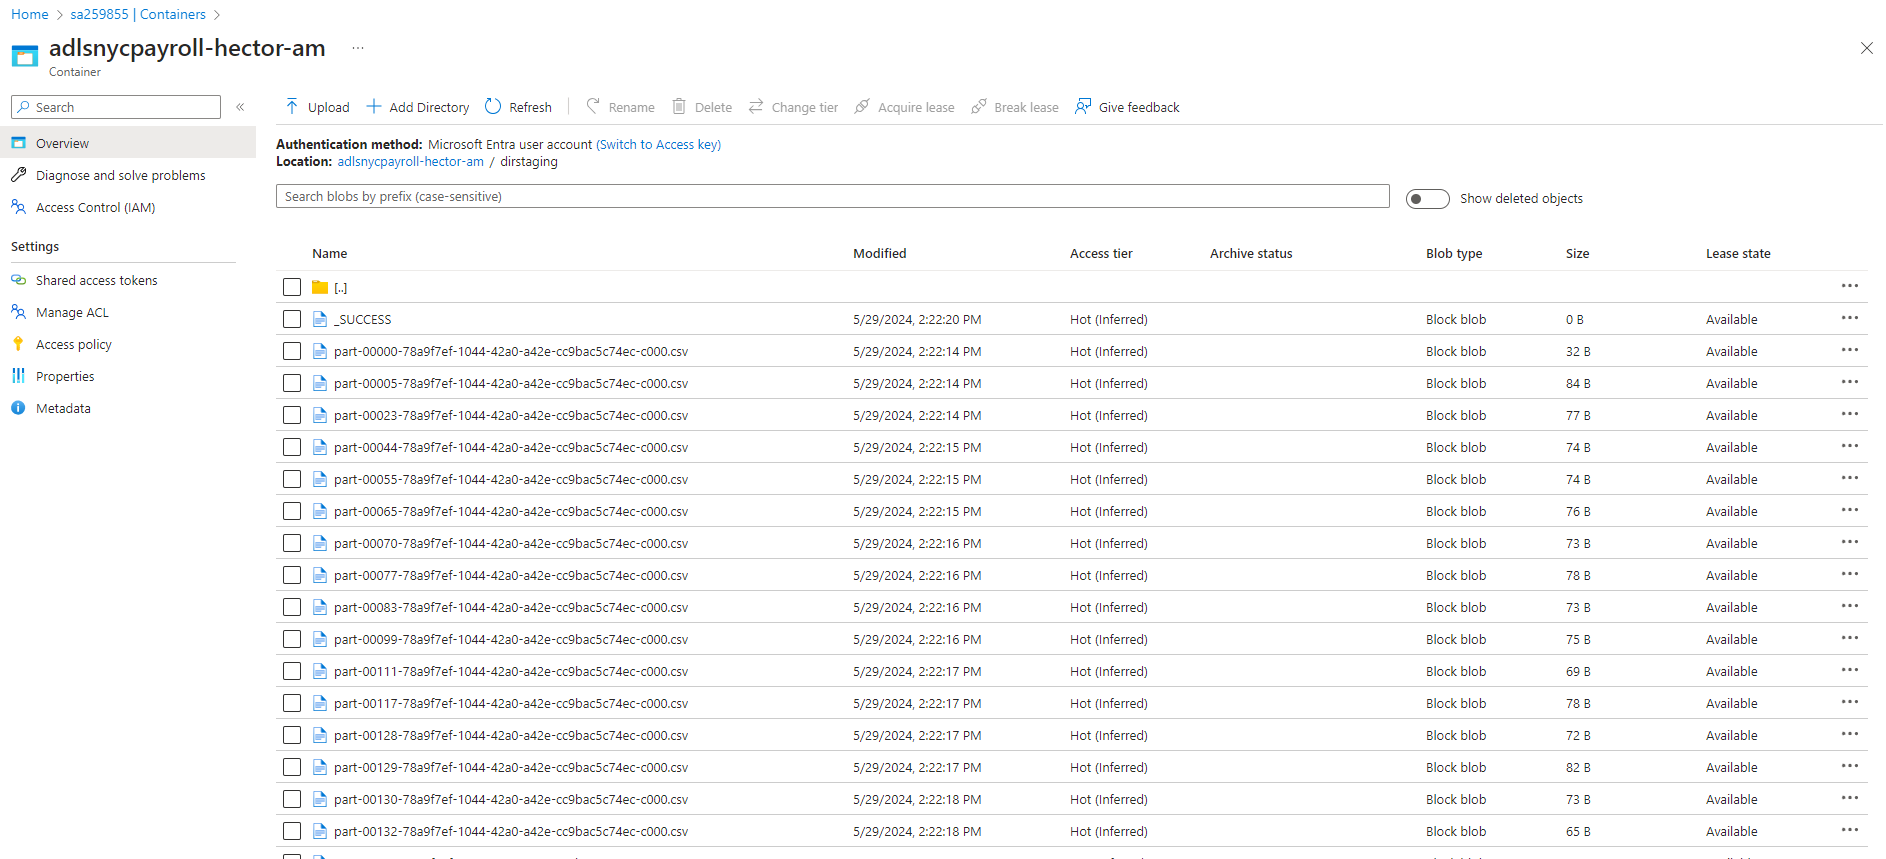 Home > sa259855 | Containers >
adlsnycpayroll-hector-am ...
Container
Search «
Upload Add Directory Refresh Rename Delete Change tier Acquire lease Break lease Give feedback
Overview
Diagnose and solve problems
Access Control (IAM)
Settings
Shared access tokens
Manage ACL
Access policy
Properties
Metadata
Authentication method: Microsoft Entra user account (Switch to Access key)
Location: adlsnycpayroll-hector-am / dirstaging
Search blobs by prefix (case-sensitive) Show deleted objects
Name Modified Access tier Archive status Blob type Size Lease state
[..] ...
_SUCCESS 5/29/2024, 2:22:20 PM Hot (Inferred) Block blob 0 B Available ...
part-00000-78a9f7ef-1044-42a0-a42e-cc9bac5c74ec-c000.csv 5/29/2024, 2:22:14 PM Hot (Inferred) Block blob 32 B Available ...
part-00005-78a9f7ef-1044-42a0-a42e-cc9bac5c74ec-c000.csv 5/29/2024, 2:22:14 PM Hot (Inferred) Block blob 84 B Available ...
part-00023-78a9f7ef-1044-42a0-a42e-cc9bac5c74ec-c000.csv 5/29/2024, 2:22:14 PM Hot (Inferred) Block blob 77 B Available ...
part-00044-78a9f7ef-1044-42a0-a42e-cc9bac5c74ec-c000.csv 5/29/2024, 2:22:15 PM Hot (Inferred) Block blob 74 B Available ...
part-00055-78a9f7ef-1044-42a0-a42e-cc9bac5c74ec-c000.csv 5/29/2024, 2:22:15 PM Hot (Inferred) Block blob 74 B Available ...
part-00065-78a9f7ef-1044-42a0-a42e-cc9bac5c74ec-c000.csv 5/29/2024, 2:22:15 PM Hot (Inferred) Block blob 76 B Available ...
part-00070-78a9f7ef-1044-42a0-a42e-cc9bac5c74ec-c000.csv 5/29/2024, 2:22:16 PM Hot (Inferred) Block blob 73 B Available ...
part-00077-78a9f7ef-1044-42a0-a42e-cc9bac5c74ec-c000.csv 5/29/2024, 2:22:16 PM Hot (Inferred) Block blob 78 B Available ...
part-00083-78a9f7ef-1044-42a0-a42e-cc9bac5c74ec-c000.csv 5/29/2024, 2:22:16 PM Hot (Inferred) Block blob 73 B Available ...
part-00099-78a9f7ef-1044-42a0-a42e-cc9bac5c74ec-c000.csv 5/29/2024, 2:22:16 PM Hot (Inferred) Block blob 75 B Available ...
part-00111-78a9f7ef-1044-42a0-a42e-cc9bac5c74ec-c000.csv 5/29/2024, 2:22:17 PM Hot (Inferred) Block blob 69 B Available ...
part-00117-78a9f7ef-1044-42a0-a42e-cc9bac5c74ec-c000.csv 5/29/2024, 2:22:17 PM Hot (Inferred) Block blob 78 B Available ...
part-00128-78a9f7ef-1044-42a0-a42e-cc9bac5c74ec-c000.csv 5/29/2024, 2:22:17 PM Hot (Inferred) Block blob 72 B Available ...
part-00129-78a9f7ef-1044-42a0-a42e-cc9bac5c74ec-c000.csv 5/29/2024, 2:22:17 PM Hot (Inferred) Block blob 82 B Available ...
part-00130-78a9f7ef-1044-42a0-a42e-cc9bac5c74ec-c000.csv 5/29/2024, 2:22:18 PM Hot (Inferred) Block blob 73 B Available ...
part-00132-78a9f7ef-1044-42a0-a42e-cc9bac5c74ec-c000.csv 5/29/2024, 2:22:18 PM Hot (Inferred) Block blob 65 B Available ...